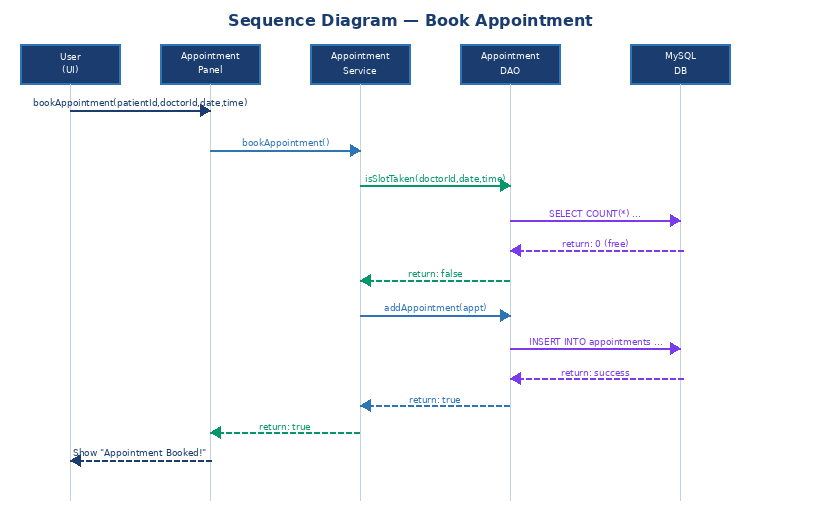 Sequence Diagram — Book Appointment
User
(UI)
Appointment
Panel
Appointment
Service
Appointment
DAO
MySQL
DB
bookAppointment(patientId,doctorId,date,time)
bookAppointment()
isSlotTaken(doctorId,date,time)
SELECT COUNT(*) ...
return: 0 (free)
return: false
addAppointment(appt)
INSERT INTO appointments ...
return: success
return: true
return: true
Show "Appointment Booked!"